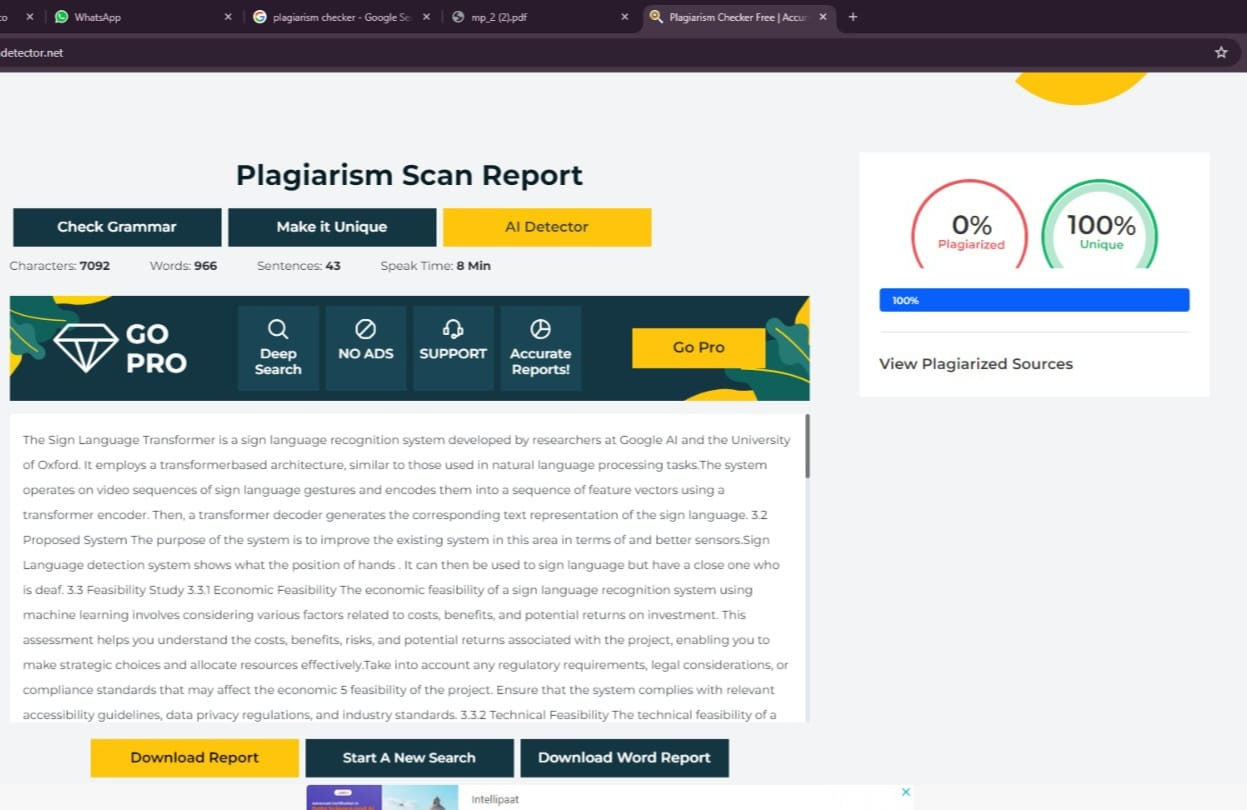 co
WhatsApp
plagiarism checker - Google Se
mp_2 (2).pdf
Plagiarism Checker Free | Accur
detector.net
Plagiarism Scan Report
Check Grammar
Make it Unique
AI Detector
Characters: 7092 Words: 966 Sentences: 43 Speak Time: 8 Min
GO
PRO
Deep
Search
NO ADS
SUPPORT
Accurate
Reports!
Go Pro
0%
Plagiarized
100%
Unique
100%
View Plagiarized Sources
The Sign Language Transformer is a sign language recognition system developed by researchers at Google AI and the University
of Oxford. It employs a transformerbased architecture, similar to those used in natural language processing tasks.The system
operates on video sequences of sign language gestures and encodes them into a sequence of feature vectors using a
transformer encoder. Then, a transformer decoder generates the corresponding text representation of the sign language. 3.2
Proposed System The purpose of the system is to improve the existing system in this area in terms of and better sensors.Sign
Language detection system shows what the position of hands . It can then be used to sign language but have a close one who
is deaf. 3.3 Feasibility Study 3.3.1 Economic Feasibility The economic feasibility of a sign language recognition system using
machine learning involves considering various factors related to costs, benefits, and potential returns on investment. This
assessment helps you understand the costs, benefits, risks, and potential returns associated with the project, enabling you to
make strategic choices and allocate resources effectively.Take into account any regulatory requirements, legal considerations, or
compliance standards that may affect the economic 5 feasibility of the project. Ensure that the system complies with relevant
accessibility guidelines, data privacy regulations, and industry standards. 3.3.2 Technical Feasibility The technical feasibility of a
Download Report
Start A New Search
Download Word Report
Intellipaat